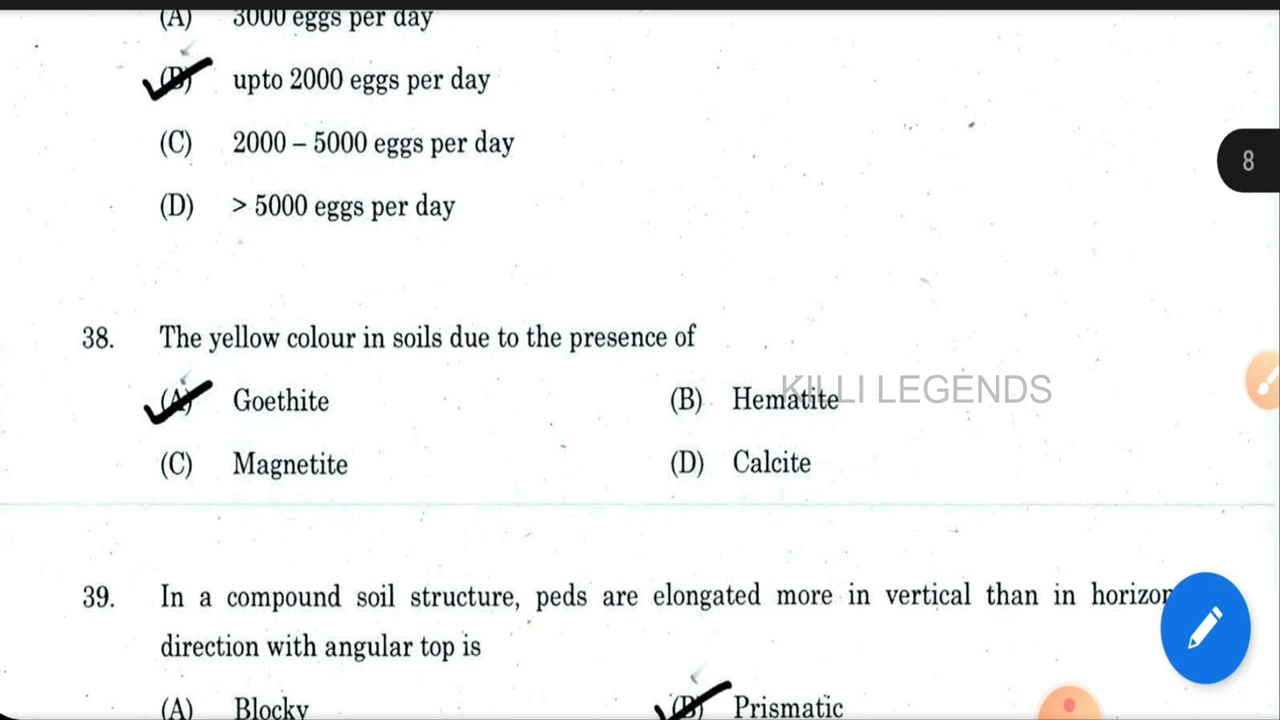 (A) 3000 eggs per day
(B) upto 2000 eggs per day
(C) 2000 – 5000 eggs per day
(D) > 5000 eggs per day
8
38. The yellow colour in soils due to the presence of
(A) Goethite (B) Hematite
KILLI LEGENDS
(C) Magnetite (D) Calcite
39. In a compound soil structure, peds are elongated more in vertical than in horizon
direction with angular top is
(A) Blocky (B) Prismatic